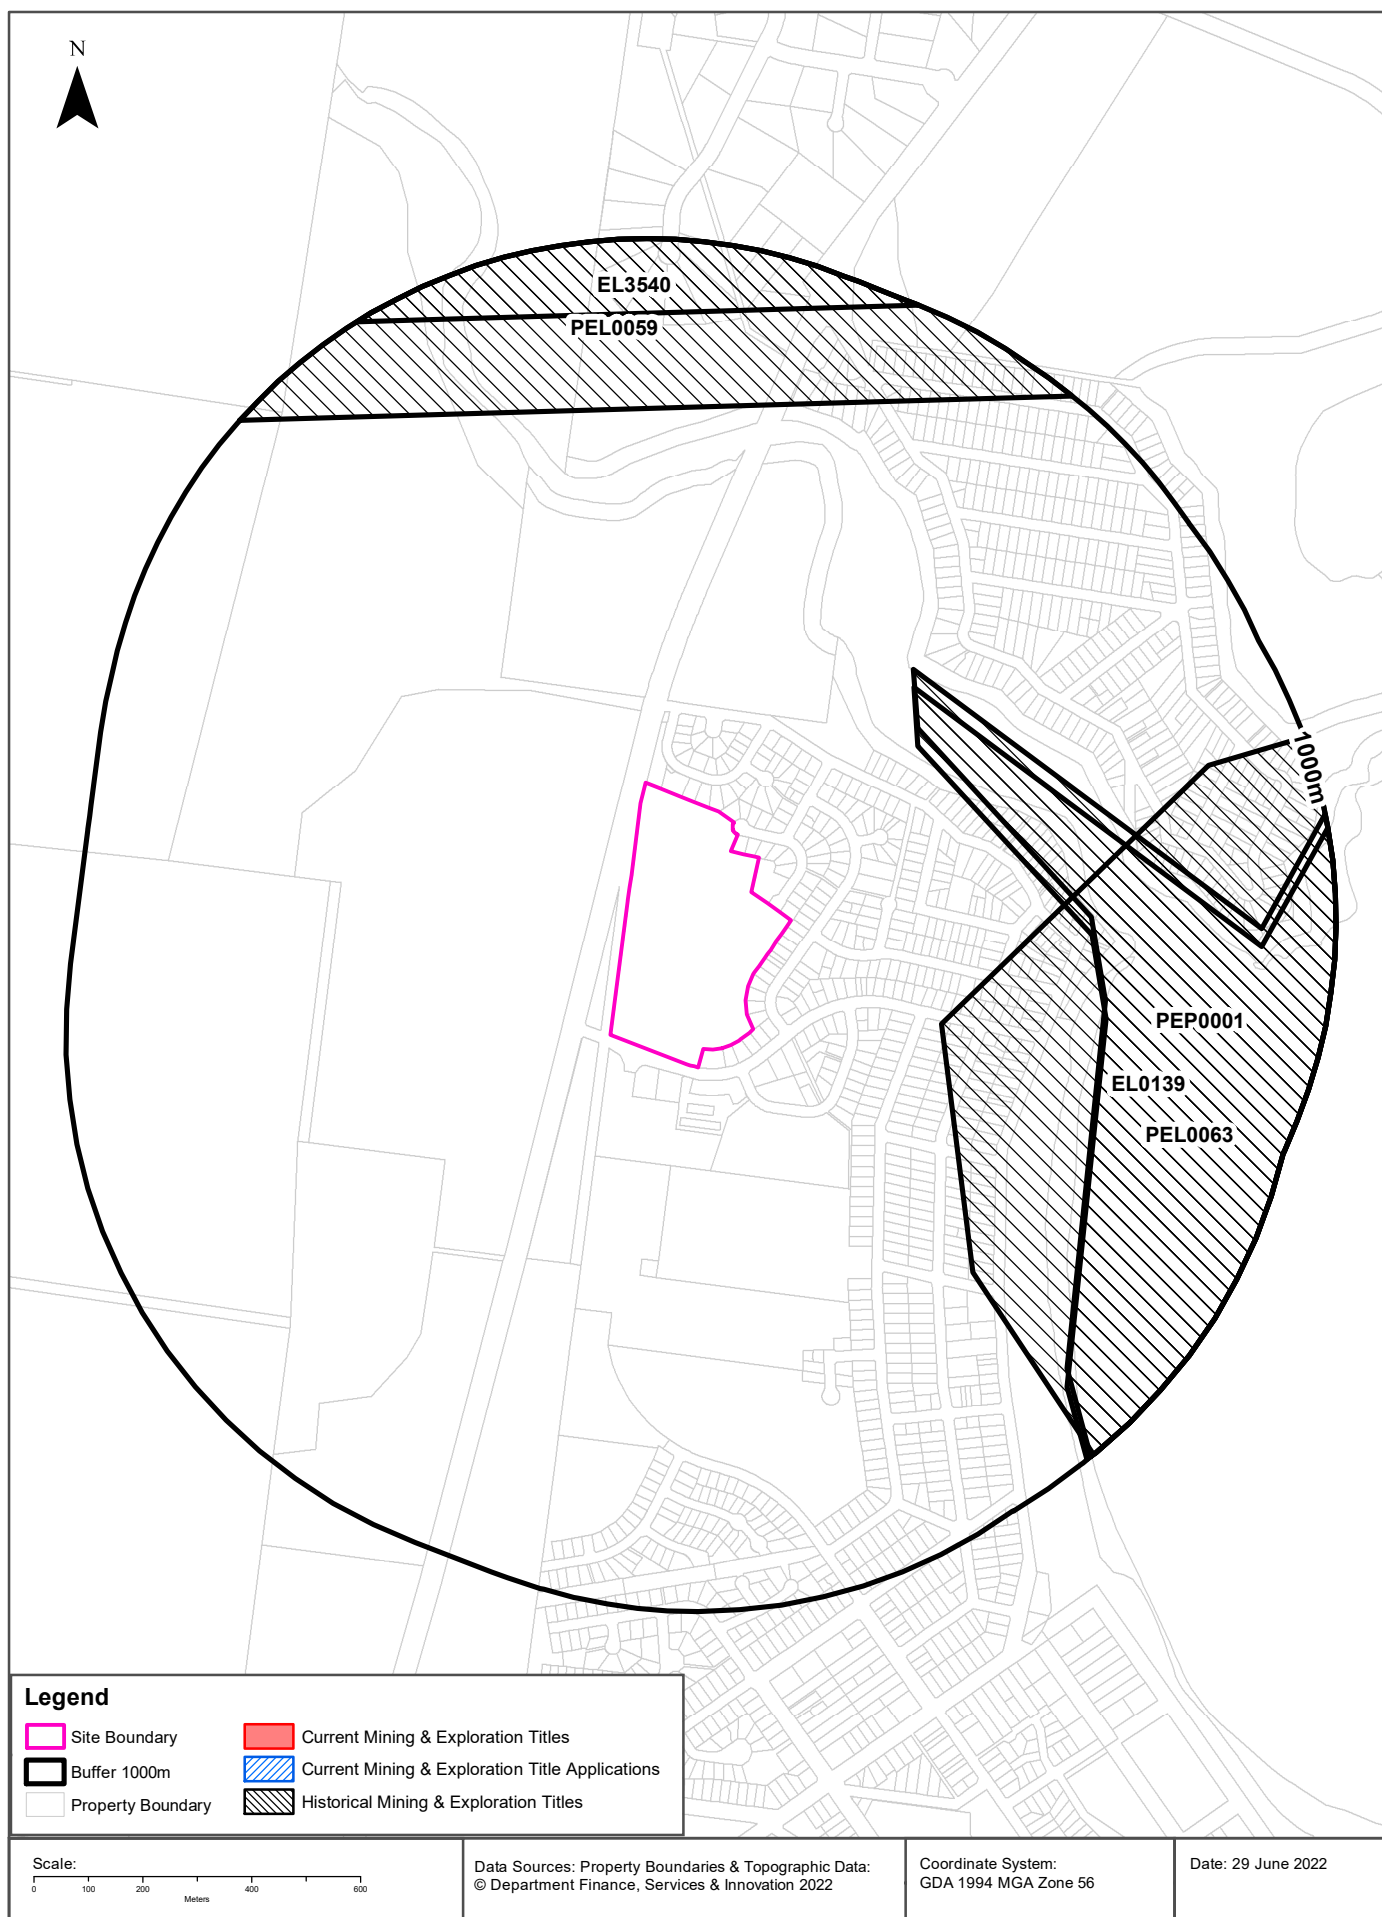 N
EL3540
PEL0059
1000m
PEP0001
EL0139
PEL0063
Legend
Site Boundary
Buffer 1000m
Property Boundary
Current Mining & Exploration Titles
Current Mining & Exploration Title Applications
Historical Mining & Exploration Titles
Scale:
0 100 200 400 600
Meters
Data Sources: Property Boundaries & Topographic Data:
© Department Finance, Services & Innovation 2022
Coordinate System:
GDA 1994 MGA Zone 56
Date: 29 June 2022